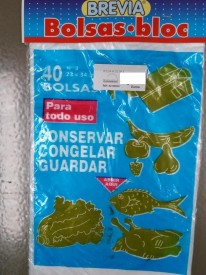 BREVIA
Bolsas·bloc
40
BOLSAS
Para
todo uso
CONSERVAR
CONGELAR
GUARDAR